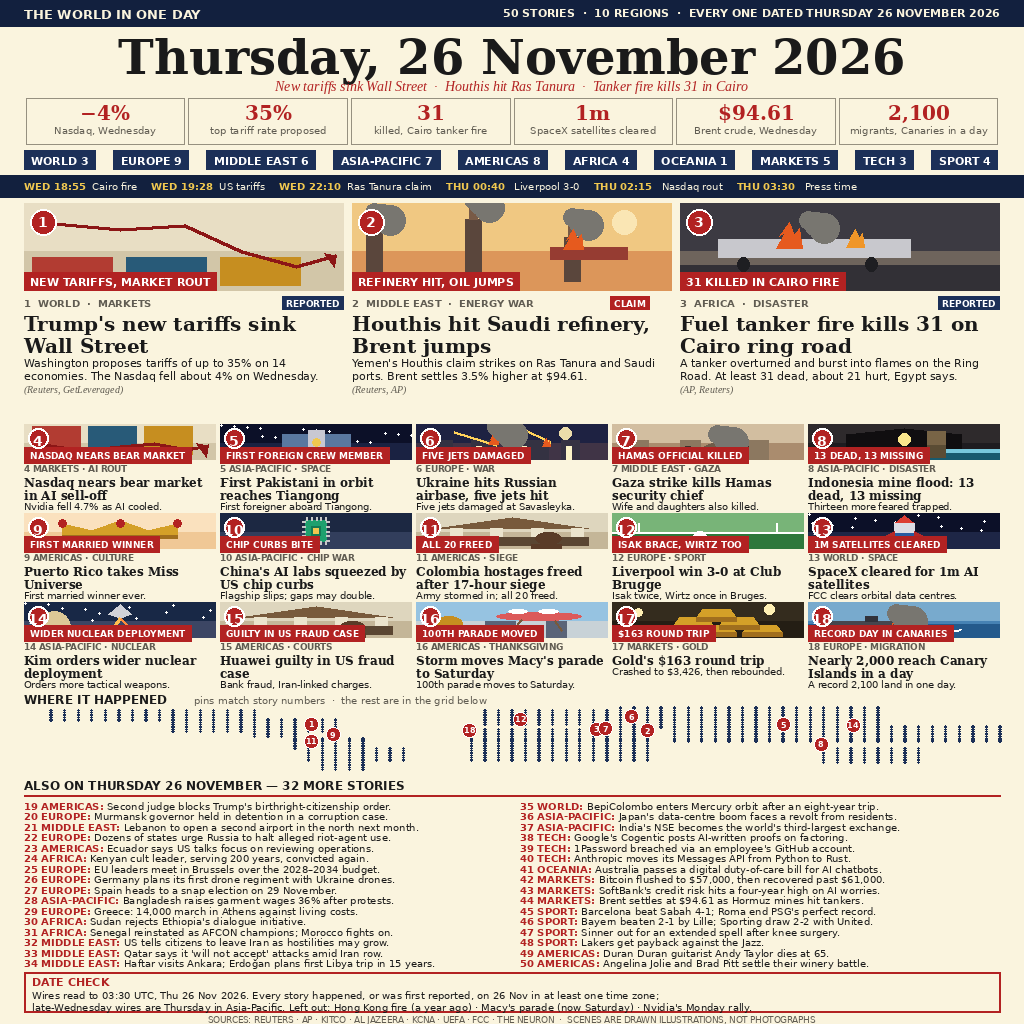 THE WORLD IN ONE DAY
50 STORIES · 10 REGIONS · EVERY ONE DATED THURSDAY 26 NOVEMBER 2026
Thursday, 26 November 2026
New tariffs sink Wall Street · Houthis hit Ras Tanura · Tanker fire kills 31 in Cairo
−4%
Nasdaq, Wednesday
35%
top tariff rate proposed
31
killed, Cairo tanker fire
1m
SpaceX satellites cleared
$94.61
Brent crude, Wednesday
2,100
migrants, Canaries in a day
WORLD 3
EUROPE 9
MIDDLE EAST 6
ASIA-PACIFIC 7
AMERICAS 8
AFRICA 4
OCEANIA 1
MARKETS 5
TECH 3
SPORT 4
WED 18:55 Cairo fire WED 19:28 US tariffs WED 22:10 Ras Tanura claim THU 00:40 Liverpool 3-0 THU 02:15 Nasdaq rout THU 03:30 Press time
1
NEW TARIFFS, MARKET ROUT
1 WORLD · MARKETS
REPORTED
Trump's new tariffs sink
Wall Street
Washington proposes tariffs of up to 35% on 14
economies. The Nasdaq fell about 4% on Wednesday.
(Reuters, GetLeveraged)
2
REFINERY HIT, OIL JUMPS
2 MIDDLE EAST · ENERGY WAR
CLAIM
Houthis hit Saudi refinery,
Brent jumps
Yemen's Houthis claim strikes on Ras Tanura and Saudi
ports. Brent settles 3.5% higher at $94.61.
(Reuters, AP)
3
31 KILLED IN CAIRO FIRE
3 AFRICA · DISASTER
REPORTED
Fuel tanker fire kills 31 on
Cairo ring road
A tanker overturned and burst into flames on the Ring
Road. At least 31 dead, about 21 hurt, Egypt says.
(AP, Reuters)
4
NASDAQ NEARS BEAR MARKET
4 MARKETS · AI ROUT
Nasdaq nears bear market
in AI sell-off
Nvidia fell 4.7% as AI cooled.
5
FIRST FOREIGN CREW MEMBER
5 ASIA-PACIFIC · SPACE
First Pakistani in orbit
reaches Tiangong
First foreigner aboard Tiangong.
6
FIVE JETS DAMAGED
6 EUROPE · WAR
Ukraine hits Russian
airbase, five jets hit
Five jets damaged at Savasleyka.
7
HAMAS OFFICIAL KILLED
7 MIDDLE EAST · GAZA
Gaza strike kills Hamas
security chief
Wife and daughters also killed.
8
13 DEAD, 13 MISSING
8 ASIA-PACIFIC · DISASTER
Indonesia mine flood: 13
dead, 13 missing
Thirteen more feared trapped.
9
FIRST MARRIED WINNER
9 AMERICAS · CULTURE
Puerto Rico takes Miss
Universe
First married winner ever.
10
CHIP CURBS BITE
10 ASIA-PACIFIC · CHIP WAR
China's AI labs squeezed by
US chip curbs
Flagship slips; gaps may double.
11
ALL 20 FREED
11 AMERICAS · SIEGE
Colombia hostages freed
after 17-hour siege
Army stormed in; all 20 freed.
12
ISAK BRACE, WIRTZ TOO
12 EUROPE · SPORT
Liverpool win 3-0 at Club
Brugge
Isak twice, Wirtz once in Bruges.
13
1M SATELLITES CLEARED
13 WORLD · SPACE
SpaceX cleared for 1m AI
satellites
FCC clears orbital data centres.
14
WIDER NUCLEAR DEPLOYMENT
14 ASIA-PACIFIC · NUCLEAR
Kim orders wider nuclear
deployment
Orders more tactical weapons.
15
GUILTY IN US FRAUD CASE
15 AMERICAS · COURTS
Huawei guilty in US fraud
case
Bank fraud, Iran-linked charges.
16
100TH PARADE MOVED
16 AMERICAS · THANKSGIVING
Storm moves Macy's parade
to Saturday
100th parade moves to Saturday.
17
$163 ROUND TRIP
17 MARKETS · GOLD
Gold's $163 round trip
Crashed to $3,426, then rebounded.
18
RECORD DAY IN CANARIES
18 EUROPE · MIGRATION
Nearly 2,000 reach Canary
Islands in a day
A record 2,100 land in one day.
WHERE IT HAPPENED pins match story numbers · the rest are in the grid below
1
11
9
18
12
3
7
6
2
5
8
14
ALSO ON THURSDAY 26 NOVEMBER — 32 MORE STORIES
19 AMERICAS: Second judge blocks Trump's birthright-citizenship order.
20 EUROPE: Murmansk governor held in detention in a corruption case.
21 MIDDLE EAST: Lebanon to open a second airport in the north next month.
22 EUROPE: Dozens of states urge Russia to halt alleged riot-agent use.
23 AMERICAS: Ecuador says US talks focus on reviewing operations.
24 AFRICA: Kenyan cult leader, serving 200 years, convicted again.
25 EUROPE: EU leaders meet in Brussels over the 2028–2034 budget.
26 EUROPE: Germany plans its first drone regiment with Ukraine drones.
27 EUROPE: Spain heads to a snap election on 29 November.
28 ASIA-PACIFIC: Bangladesh raises garment wages 36% after protests.
29 EUROPE: Greece: 14,000 march in Athens against living costs.
30 AFRICA: Sudan rejects Ethiopia's dialogue initiative.
31 AFRICA: Senegal reinstated as AFCON champions; Morocco fights on.
32 MIDDLE EAST: US tells citizens to leave Iran as hostilities may grow.
33 MIDDLE EAST: Qatar says it 'will not accept' attacks amid Iran row.
34 MIDDLE EAST: Haftar visits Ankara; Erdoğan plans first Libya trip in 15 years.
35 WORLD: BepiColombo enters Mercury orbit after an eight-year trip.
36 ASIA-PACIFIC: Japan's data-centre boom faces a revolt from residents.
37 ASIA-PACIFIC: India's NSE becomes the world's third-largest exchange.
38 TECH: Google's Cogentic posts AI-written proofs on factoring.
39 TECH: 1Password breached via an employee's GitHub account.
40 TECH: Anthropic moves its Messages API from Python to Rust.
41 OCEANIA: Australia passes a digital duty-of-care bill for AI chatbots.
42 MARKETS: Bitcoin flushed to $57,000, then recovered past $61,000.
43 MARKETS: SoftBank's credit risk hits a four-year high on AI worries.
44 MARKETS: Brent settles at $94.61 as Hormuz mines hit tankers.
45 SPORT: Barcelona beat Sabah 4-1; Roma end PSG's perfect record.
46 SPORT: Bayern beaten 2-1 by Lille; Sporting draw 2-2 with United.
47 SPORT: Sinner out for an extended spell after knee surgery.
48 SPORT: Lakers get payback against the Jazz.
49 AMERICAS: Duran Duran guitarist Andy Taylor dies at 65.
50 AMERICAS: Angelina Jolie and Brad Pitt settle their winery battle.
DATE CHECK
Wires read to 03:30 UTC, Thu 26 Nov 2026. Every story happened, or was first reported, on 26 Nov in at least one time zone;
late-Wednesday wires are Thursday in Asia-Pacific. Left out: Hong Kong fire (a year ago) · Macy's parade (now Saturday) · Nvidia's Monday rally.
SOURCES: REUTERS · AP · KITCO · AL JAZEERA · KCNA · UEFA · FCC · THE NEURON · SCENES ARE DRAWN ILLUSTRATIONS, NOT PHOTOGRAPHS